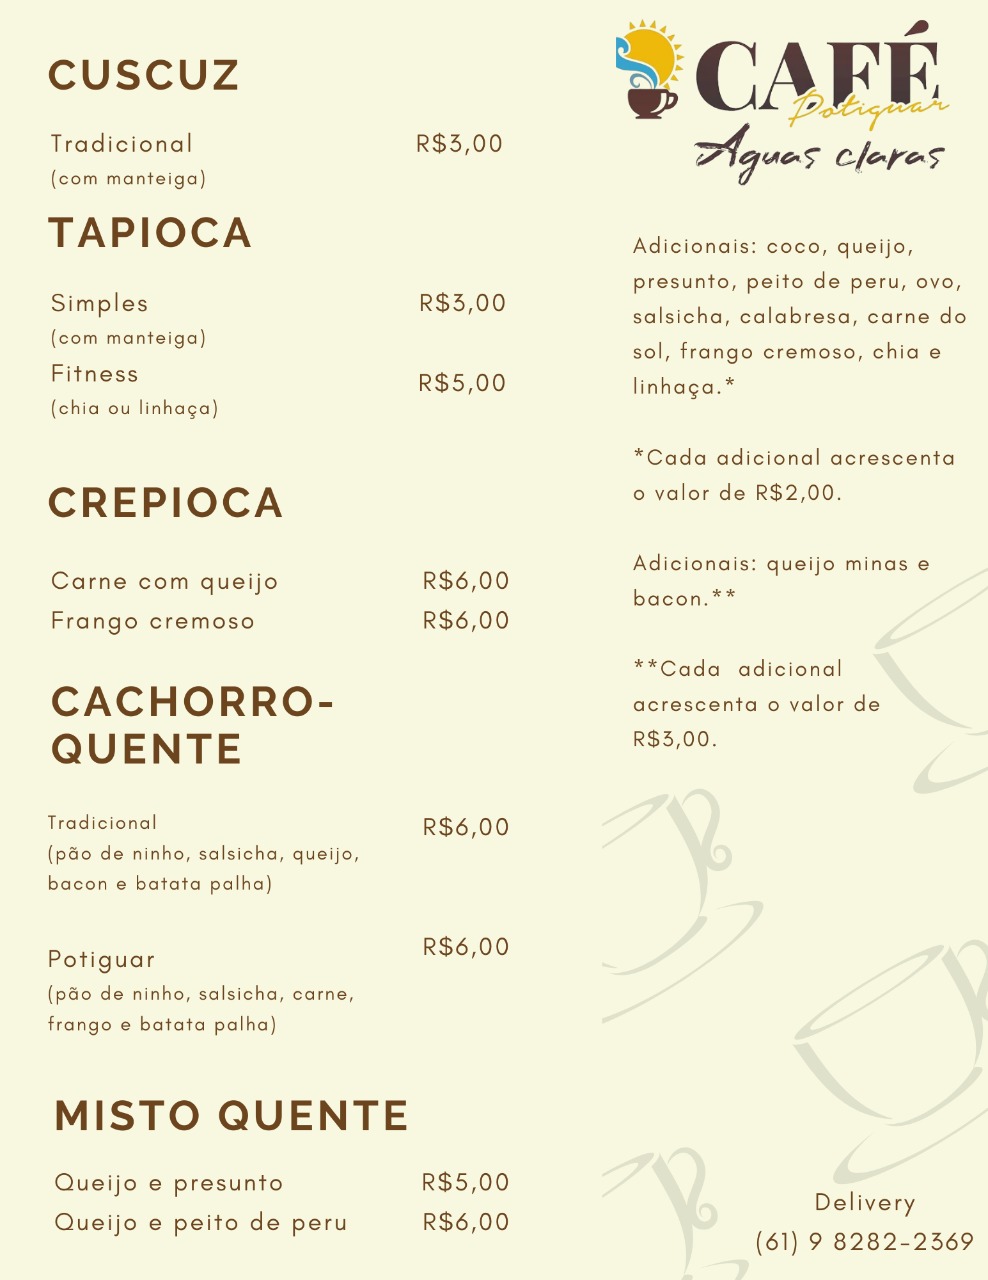 CUSCUZ
Tradicional R$3,00
(com manteiga)
TAPIOCA
Simples R$3,00
(com manteiga)
Fitness R$5,00
(chia ou linhaça)
CREPIOCA
Carne com queijo R$6,00
Frango cremoso R$6,00
CACHORRO-
QUENTE
Tradicional R$6,00
(pão de ninho, salsicha, queijo,
bacon e batata palha)
Potiguar R$6,00
(pão de ninho, salsicha, carne,
frango e batata palha)
MISTO QUENTE
Queijo e presunto R$5,00
Queijo e peito de peru R$6,00
CAFÉ
Potiguar
Aguas claras
Adicionais: coco, queijo,
presunto, peito de peru, ovo,
salsicha, calabresa, carne do
sol, frango cremoso, chia e
linhaça.*
*Cada adicional acrescenta
o valor de R$2,00.
Adicionais: queijo minas e
bacon.**
**Cada adicional
acrescenta o valor de
R$3,00.
Delivery
(61) 9 8282-2369